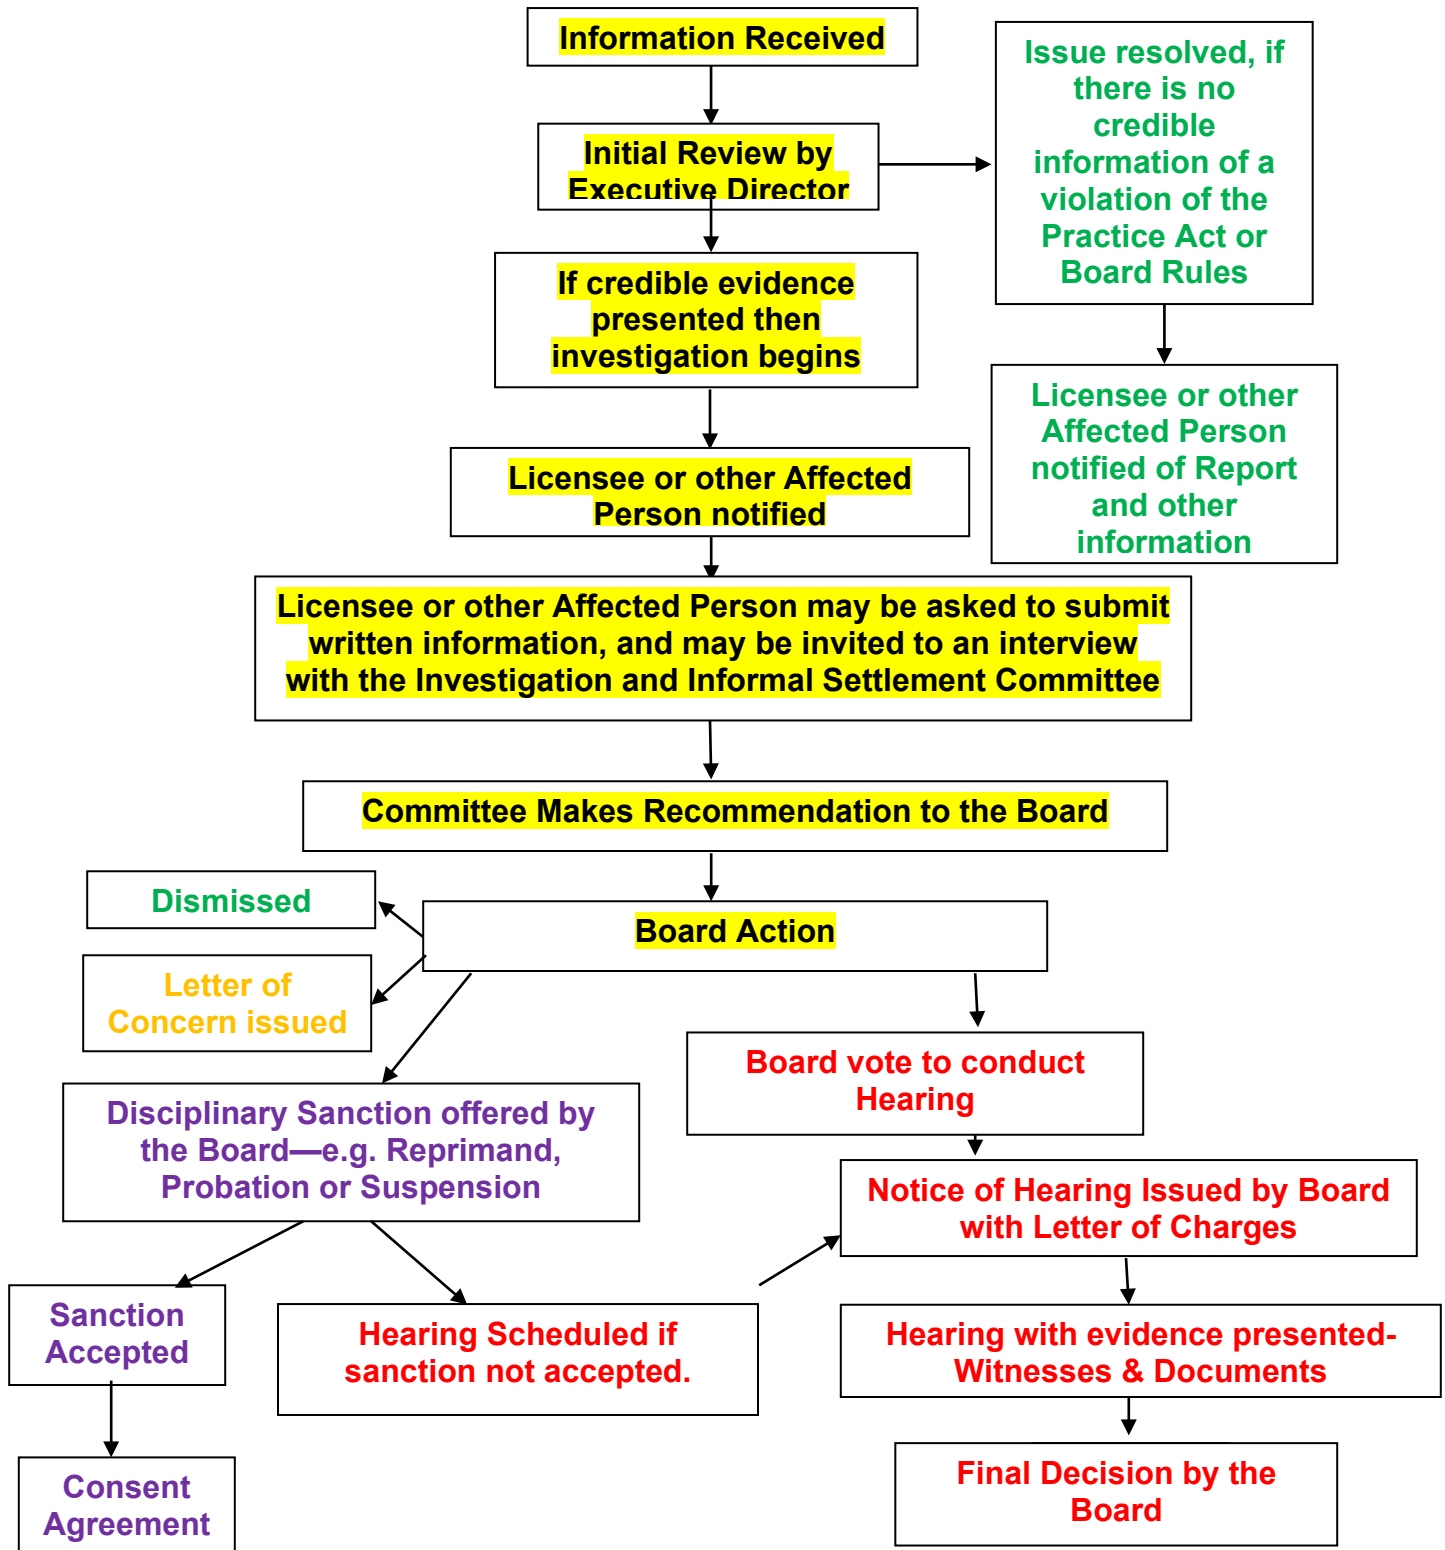 Information Received
Issue resolved, if
there is no
credible
information of a
violation of the
Practice Act or
Board Rules
Initial Review by
Executive Director
If credible evidence
presented then
investigation begins
Licensee or other
Affected Person
notified of Report
and other
information
Licensee or other Affected
Person notified
Licensee or other Affected Person may be asked to submit
written information, and may be invited to an interview
with the Investigation and Informal Settlement Committee
Committee Makes Recommendation to the Board
Dismissed
Board Action
Letter of
Concern issued
Board vote to conduct
Hearing
Disciplinary Sanction offered by
the Board—e.g. Reprimand,
Probation or Suspension
Notice of Hearing Issued by Board
with Letter of Charges
Sanction
Accepted
Hearing Scheduled if
sanction not accepted.
Hearing with evidence presented-
Witnesses & Documents
Consent
Agreement
Final Decision by the
Board